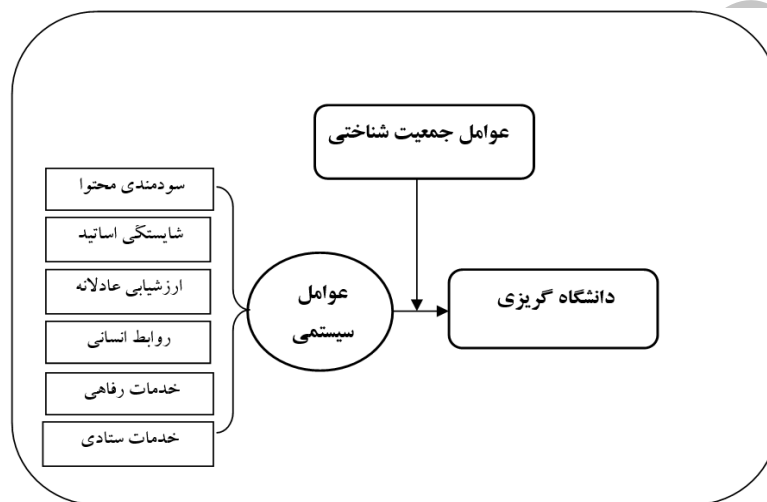 عوامل جمعیت شناختی
سودمندی محتوا
شایستگی اساتید
ارزشیابی عادلانه
روابط انسانی
خدمات رفاهی
خدمات ستادی
عوامل
سیستمی
دانشگاه گریزی